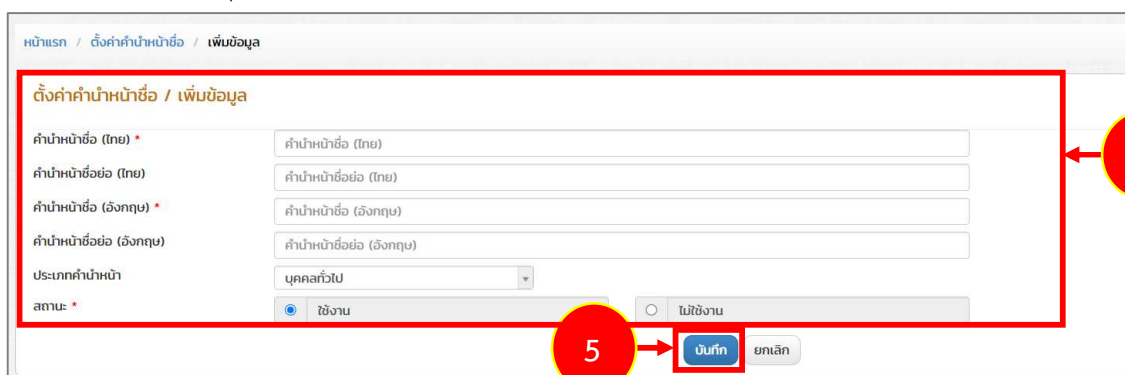 หน้าแรก / ตั้งค่าคำนำหน้าชื่อ / เพิ่มข้อมูล
ตั้งค่าคำนำหน้าชื่อ / เพิ่มข้อมูล
คำนำหน้าชื่อ (ไทย) * คำนำหน้าชื่อ (ไทย)
คำนำหน้าชื่อย่อ (ไทย) คำนำหน้าชื่อย่อ (ไทย)
คำนำหน้าชื่อ (อังกฤษ) * คำนำหน้าชื่อ (อังกฤษ)
คำนำหน้าชื่อย่อ (อังกฤษ) คำนำหน้าชื่อย่อ (อังกฤษ)
ประเภทคำนำหน้า บุคคลทั่วไป
สถานะ * ใช้งาน ไม่ใช้งาน
5 บันทึก ยกเลิก